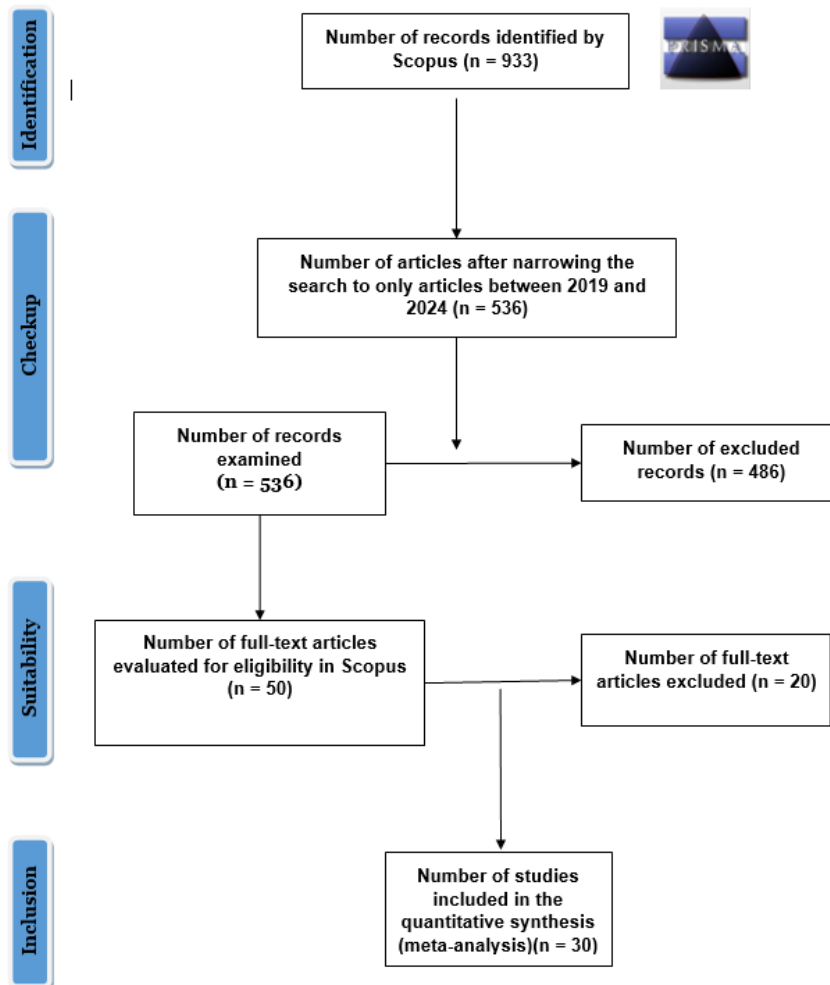 Identification
Number of records identified by
Scopus (n = 933)
PRISMA
Checkup
Number of articles after narrowing the
search to only articles between 2019 and
2024 (n = 536)
Number of records
examined
(n = 536)
Number of excluded
records (n = 486)
Suitability
Number of full-text articles
evaluated for eligibility in Scopus
(n = 50)
Number of full-text
articles excluded (n = 20)
Inclusion
Number of studies
included in the
quantitative synthesis
(meta-analysis)(n = 30)